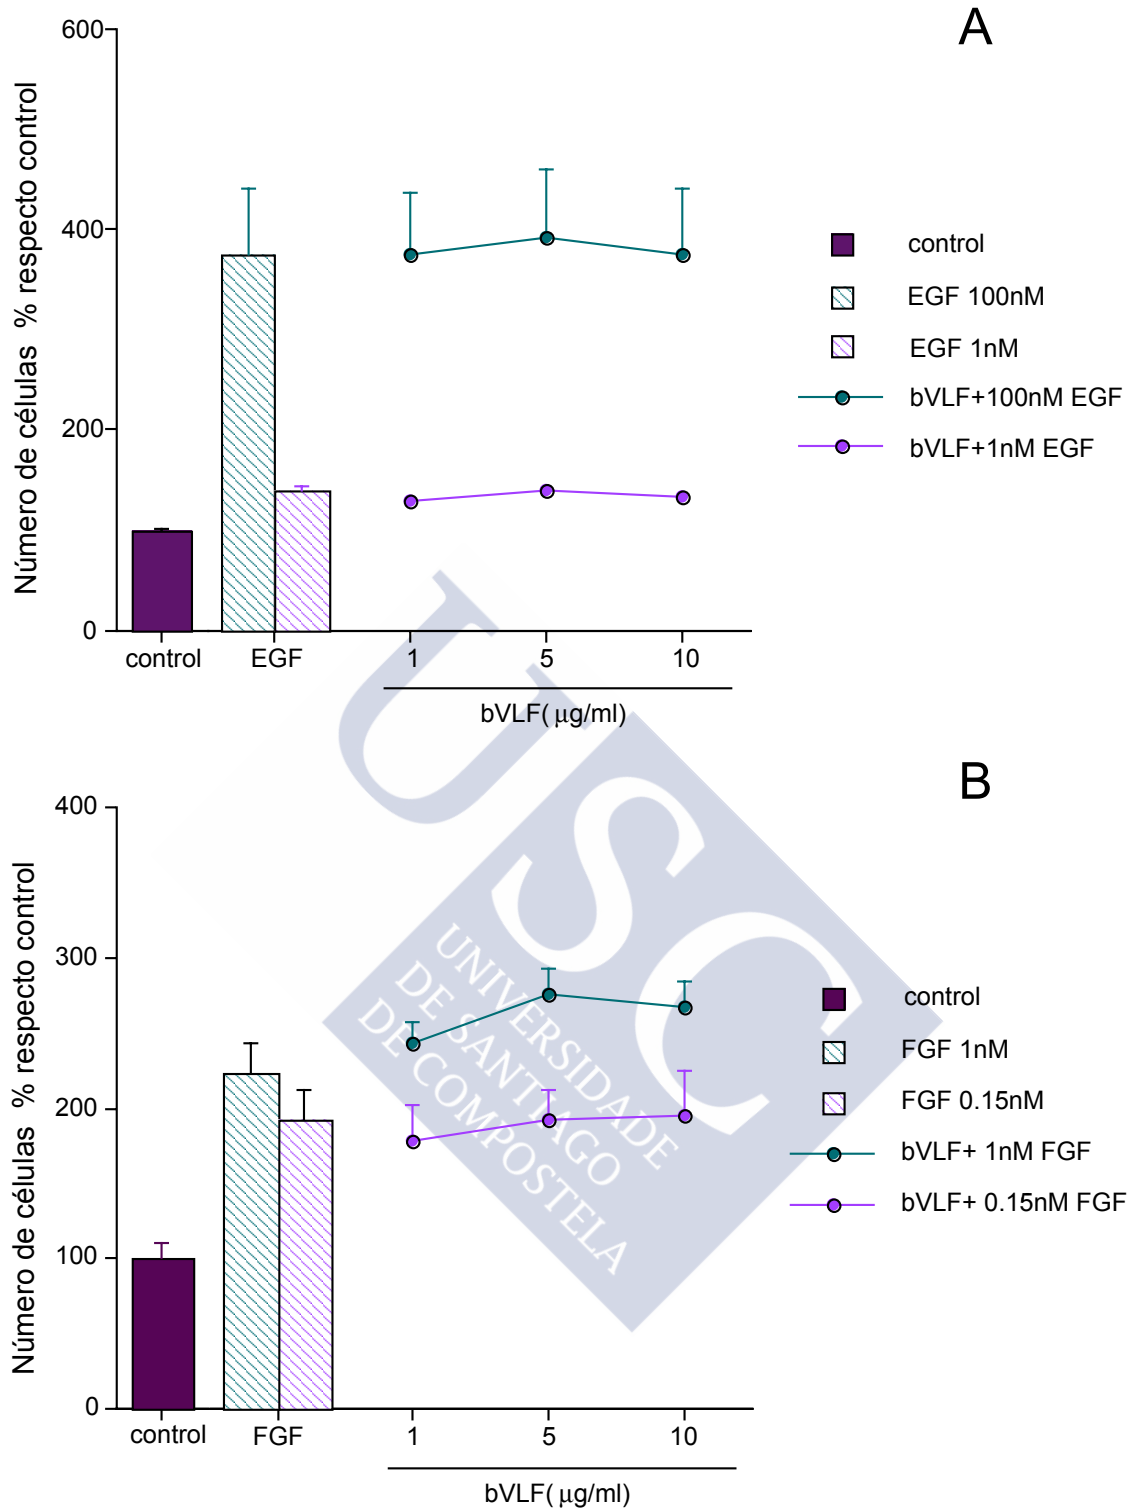 A
600
400
200
0
Número de células % respecto control
control
EGF
1
5
10
bVLF( μg/ml)
control
EGF 100nM
EGF 1nM
bVLF+100nM EGF
bVLF+1nM EGF
USC
UNIVERSIDADE
DE SANTIAGO
DE COMPOSTELA
B
400
300
200
100
0
Número de células % respecto control
control
FGF
1
5
10
bVLF( μg/ml)
control
FGF 1nM
FGF 0.15nM
bVLF+ 1nM FGF
bVLF+ 0.15nM FGF